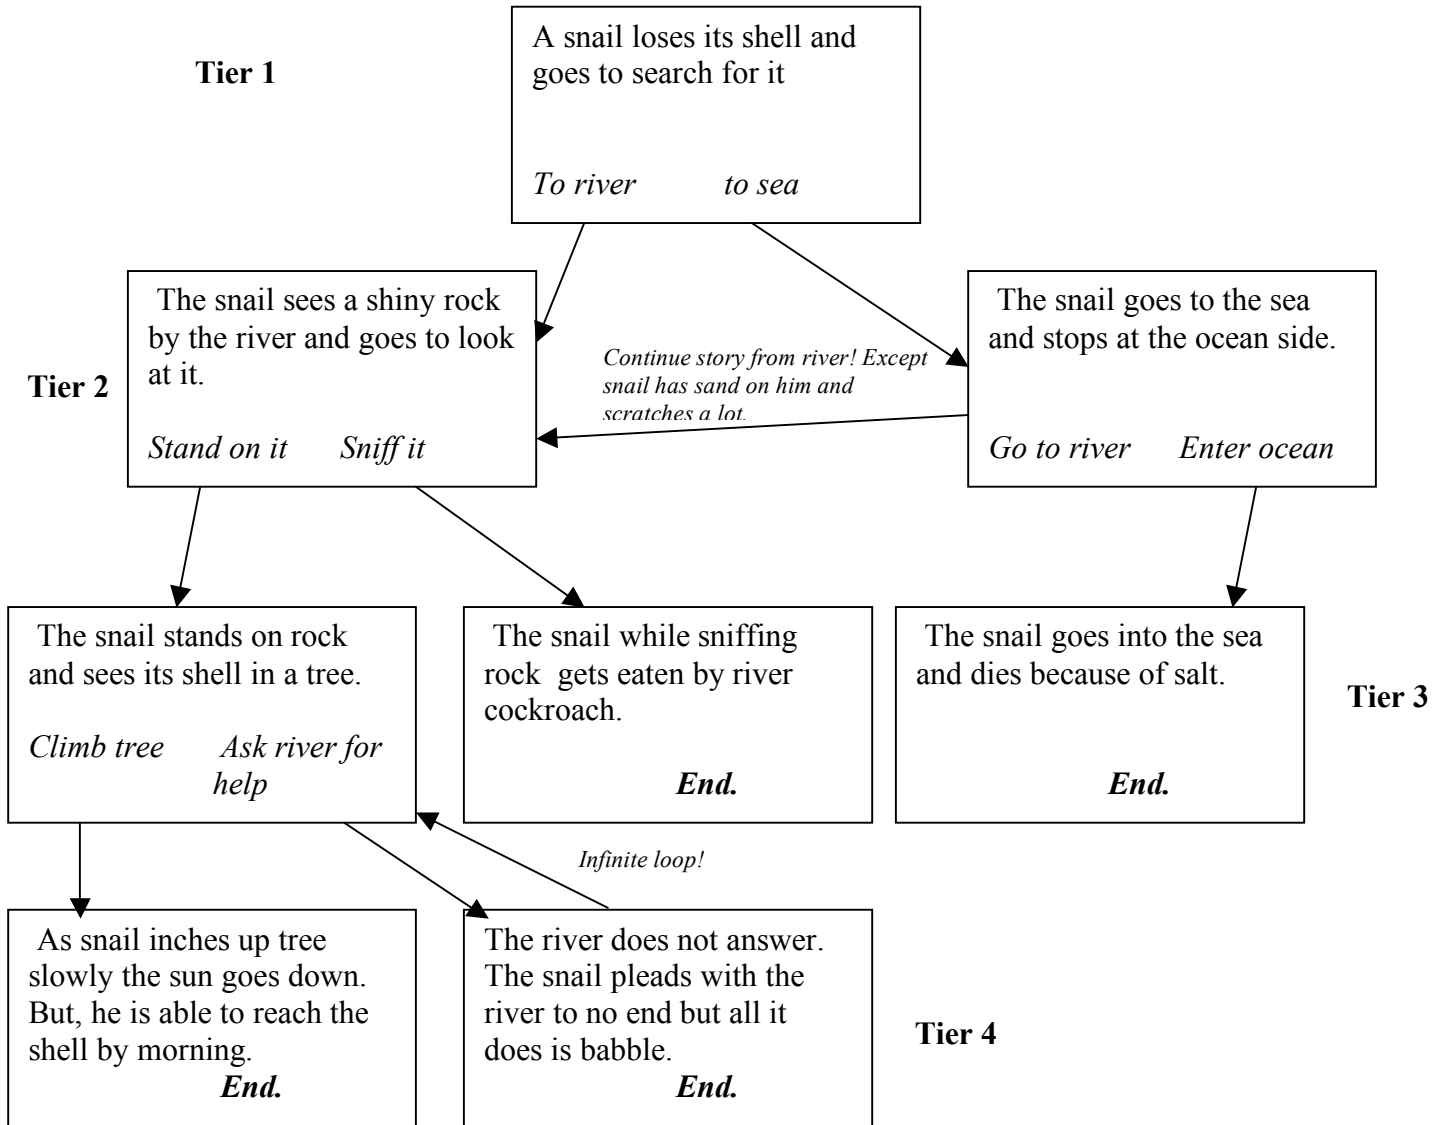 A snail loses its shell and
goes to search for it
Tier 1
To river to sea
The snail sees a shiny rock
by the river and goes to look
at it.
Tier 2
Stand on it Sniff it
Continue story from river! Except
snail has sand on him and
scratches a lot.
The snail goes to the sea
and stops at the ocean side.
Go to river Enter ocean
The snail stands on rock
and sees its shell in a tree.
Climb tree Ask river for
help
The snail while sniffing
rock gets eaten by river
cockroach.
End.
The snail goes into the sea
and dies because of salt.
End.
Tier 3
Infinite loop!
As snail inches up tree
slowly the sun goes down.
But, he is able to reach the
shell by morning.
End.
The river does not answer.
The snail pleads with the
river to no end but all it
does is babble.
End.
Tier 4